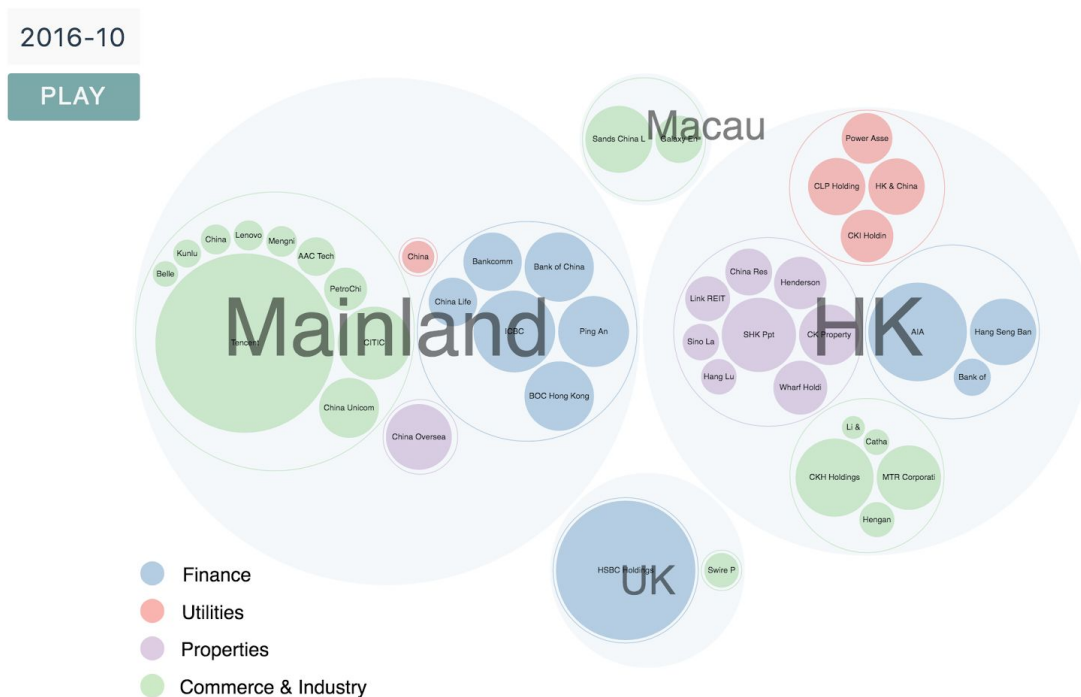 2016-10
PLAY
Macau
Sands China L
Galaxy En
Power Asse
CLP Holding
HK & China
CKI Holdin
Mainland
Belle
Kunlu
China
Lenovo
Mengni
AAC Tech
PetroChi
Tencent
CITIC
China Unicom
China
China Oversea
Bankcomm
Bank of China
China Life
ICBC
Ping An
BOC Hong Kong
HK
China Res
Henderson
Link REIT
SHK Ppt
CK Property
Sino La
Hang Lu
Wharf Holdi
AIA
Hang Seng Ban
Bank of
Li &
Catha
CKH Holdings
MTR Corporati
Hengan
UK
HSBC Holdings
Swire P
Finance
Utilities
Properties
Commerce & Industry